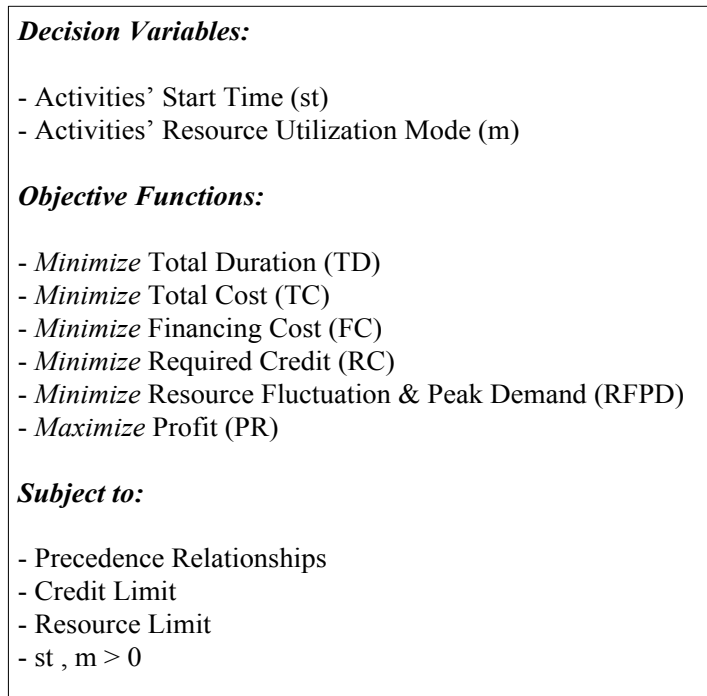 Decision Variables:
- Activities’ Start Time (st)
- Activities’ Resource Utilization Mode (m)
Objective Functions:
- Minimize Total Duration (TD)
- Minimize Total Cost (TC)
- Minimize Financing Cost (FC)
- Minimize Required Credit (RC)
- Minimize Resource Fluctuation & Peak Demand (RFPD)
- Maximize Profit (PR)
Subject to:
- Precedence Relationships
- Credit Limit
- Resource Limit
- st , m > 0